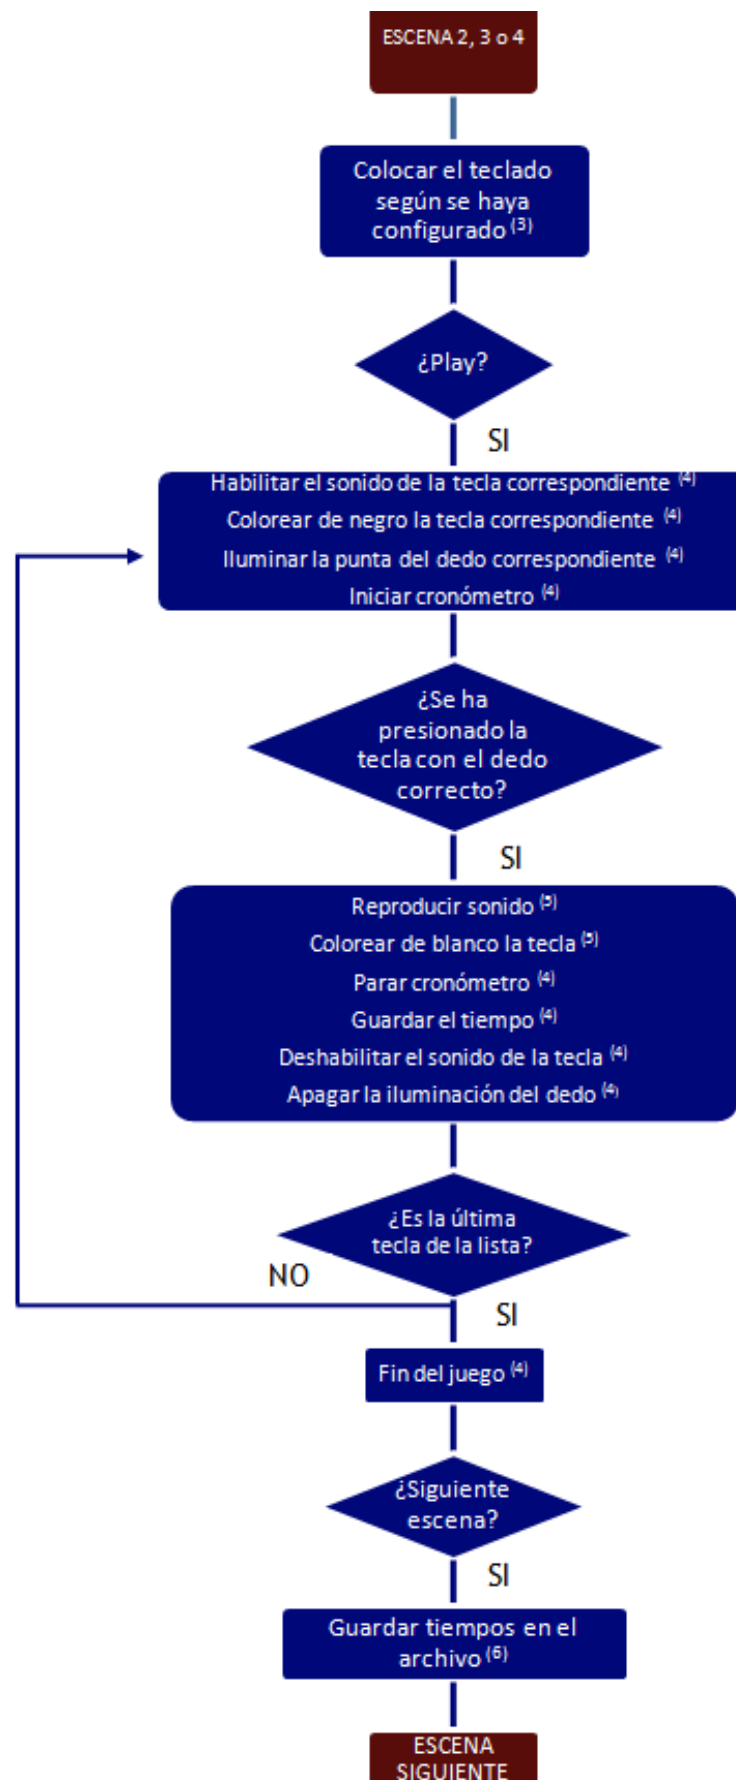 ESCENA 2, 3 o 4
Colocar el teclado
según se haya
configurado (3)
¿Play?
SI
Habilitar el sonido de la tecla correspondiente (4)
Colorear de negro la tecla correspondiente (4)
Iluminar la punta del dedo correspondiente (4)
Iniciar cronómetro (4)
¿Se ha
presionado la
tecla con el dedo
correcto?
SI
Reproducir sonido (5)
Colorear de blanco la tecla (5)
Parar cronómetro (4)
Guardar el tiempo (4)
Deshabilitar el sonido de la tecla (4)
Apagar la iluminación del dedo (4)
¿Es la última
tecla de la lista?
NO
SI
Fin del juego (4)
¿Siguiente
escena?
SI
Guardar tiempos en el
archivo (6)
ESCENA
SIGUIENTE